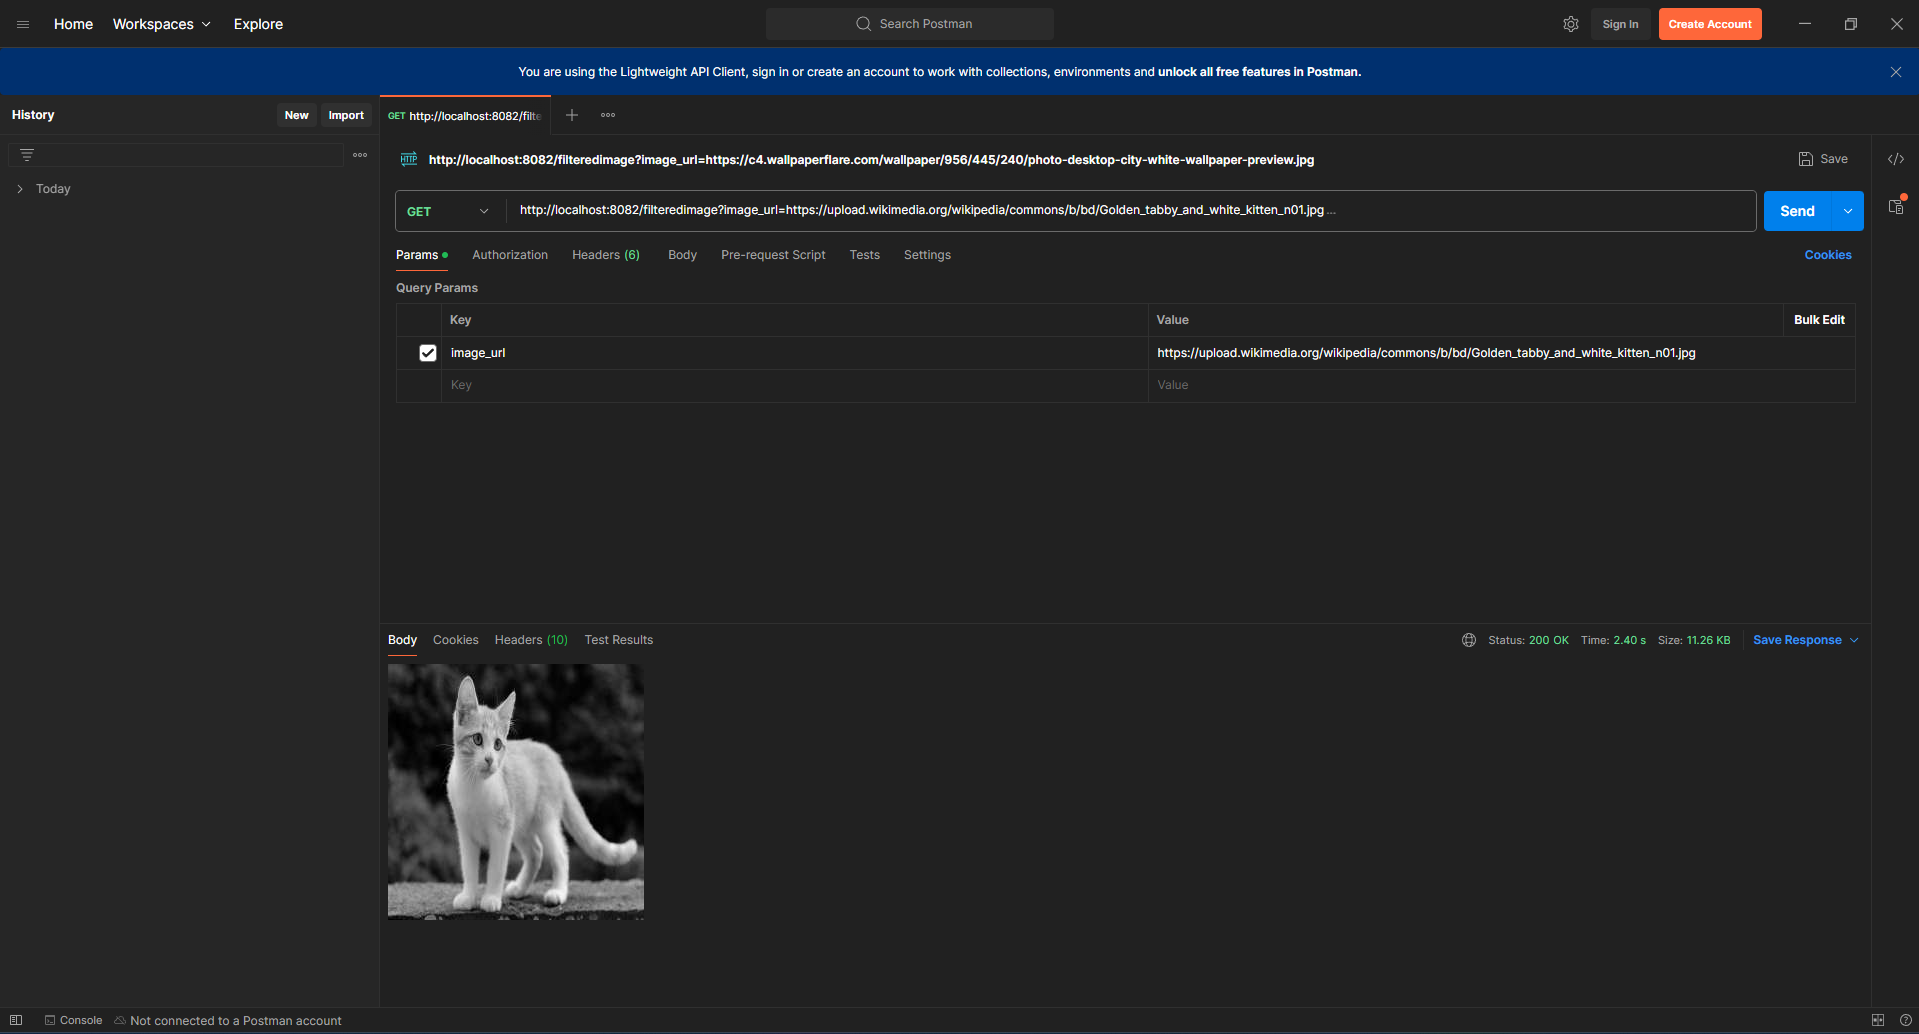 Home Workspaces Explore Search Postman Sign In Create Account
You are using the Lightweight API Client, sign in or create an account to work with collections, environments and unlock all free features in Postman.
History New Import
GET http://localhost:8082/filte
Today
HTTP http://localhost:8082/filteredimage?image_url=https://c4.wallpaperflare.com/wallpaper/956/445/240/photo-desktop-city-white-wallpaper-preview.jpg Save
GET http://localhost:8082/filteredimage?image_url=https://upload.wikimedia.org/wikipedia/commons/b/bd/Golden_tabby_and_white_kitten_n01.jpg ... Send
Params Authorization Headers (6) Body Pre-request Script Tests Settings Cookies
Query Params
Key Value Bulk Edit
image_url https://upload.wikimedia.org/wikipedia/commons/b/bd/Golden_tabby_and_white_kitten_n01.jpg
Key Value
Body Cookies Headers (10) Test Results Status: 200 OK Time: 2.40 s Size: 11.26 KB Save Response
Console Not connected to a Postman account